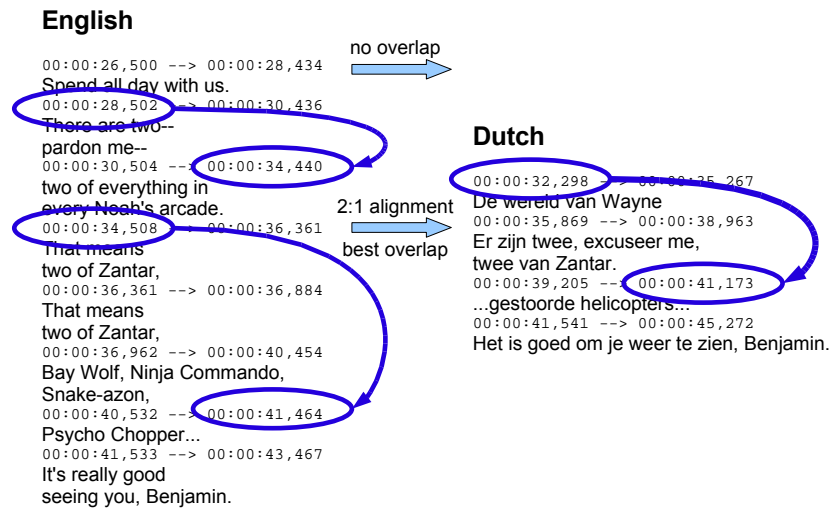 English
00:00:26,500 --> 00:00:28,434
Spend all day with us.
00:00:28,502 --> 00:00:30,436
There are two--
pardon me--
00:00:30,504 --> 00:00:34,440
two of everything in
every Noah's arcade.
00:00:34,508 --> 00:00:36,361
That means
two of Zantar,
00:00:36,361 --> 00:00:36,884
That means
two of Zantar,
00:00:36,962 --> 00:00:40,454
Bay Wolf, Ninja Commando,
Snake-azon,
00:00:40,532 --> 00:00:41,464
Psycho Chopper...
00:00:41,533 --> 00:00:43,467
It's really good
seeing you, Benjamin.
no overlap
2:1 alignment
best overlap
Dutch
00:00:32,298 --> 00:00:35,267
De wereld van Wayne
00:00:35,869 --> 00:00:38,963
Er zijn twee, excuseer me,
twee van Zantar.
00:00:39,205 --> 00:00:41,173
...gestoorde helicopters...
00:00:41,541 --> 00:00:45,272
Het is goed om je weer te zien, Benjamin.